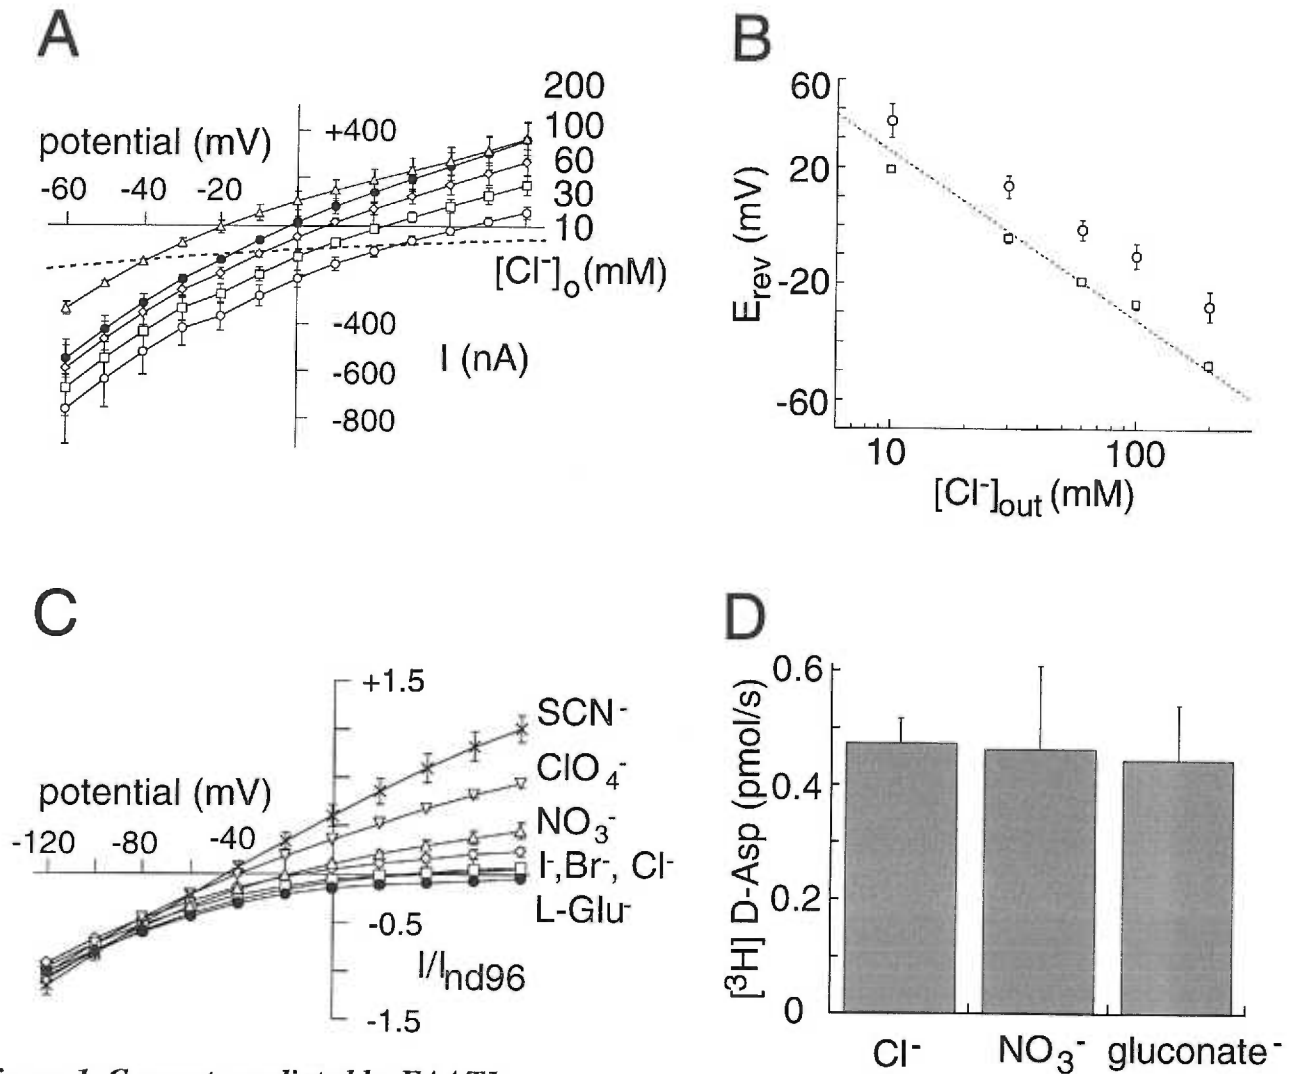 A
potential (mV)
-60 -40 -20
+400
-400
-600
-800
I (nA)
200
100
60
30
10
[Cl-]o (mM)
B
Erev (mV)
60
20
-20
-60
10 100
[Cl-]out (mM)
C
potential (mV)
-120 -80 -40
+1.5
-0.5
-1.5
I/Ihd96
SCN-
ClO4-
NO3-
I-,Br-, Cl-
L-Glu-
D
[3H] D-Asp (pmol/s)
0.6
0.4
0.2
0
Cl- NO3- gluconate-